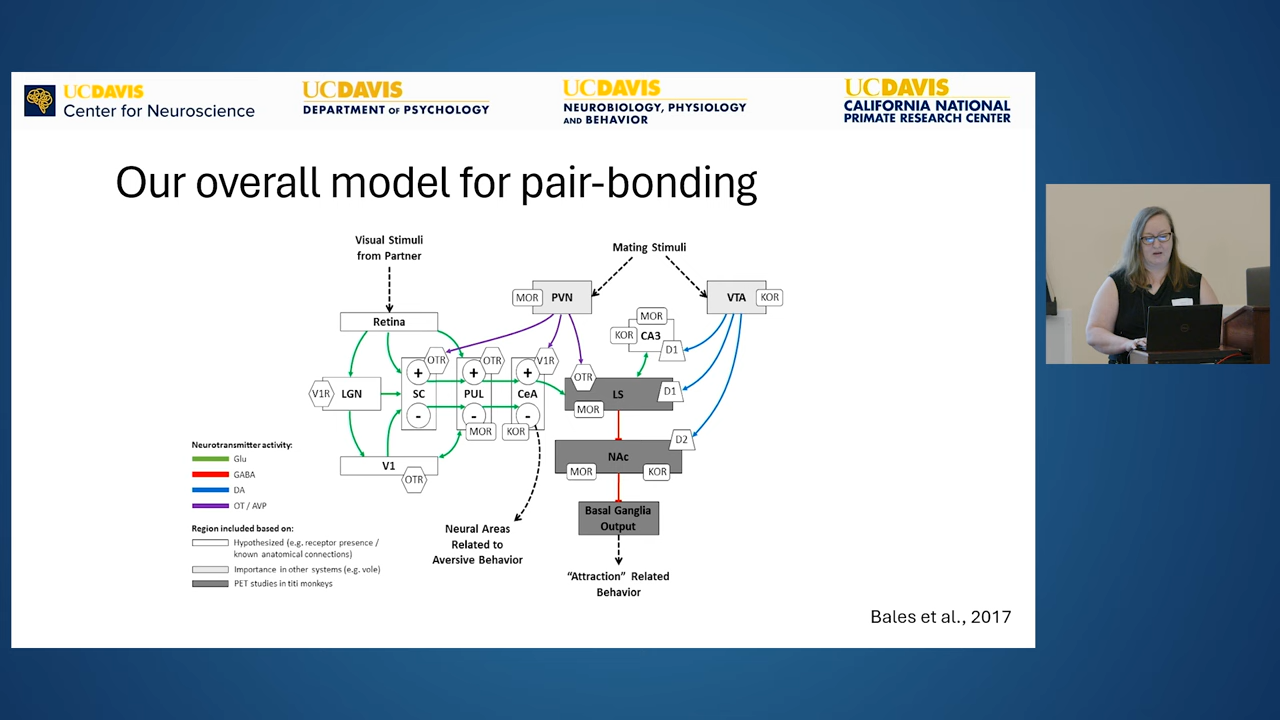 UCDAVIS
Center for Neuroscience
UCDAVIS
DEPARTMENT OF PSYCHOLOGY
UCDAVIS
NEUROBIOLOGY, PHYSIOLOGY
AND BEHAVIOR
UCDAVIS
CALIFORNIA NATIONAL
PRIMATE RESEARCH CENTER
Our overall model for pair-bonding
Visual Stimuli
from Partner
Mating Stimuli
MOR
PVN
VTA
KOR
Retina
MOR
KOR
CA3
D1
OTR
OTR
V1R
OTR
+
+
+
V1R
LGN
SC
PUL
CeA
LS
D1
-
-
-
MOR
MOR
KOR
D2
NAc
V1
MOR
KOR
OTR
Basal Ganglia
Output
Neural Areas
Related to
Aversive Behavior
"Attraction" Related
Behavior
Neurotransmitter activity:
Glu
GABA
DA
OT / AVP
Region included based on:
Hypothesized (e.g. receptor presence /
known anatomical connections)
Importance in other systems (e.g. vole)
PET studies in titi monkeys
Bales et al., 2017